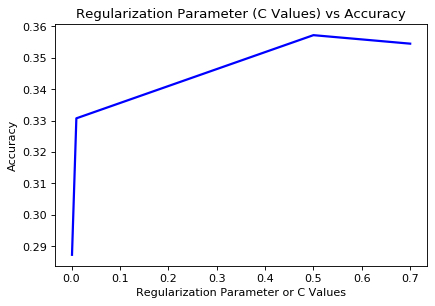 Regularization Parameter (C Values) vs Accuracy
0.36
0.35
0.34
0.33
0.32
0.31
0.30
0.29
Accuracy
0.0 0.1 0.2 0.3 0.4 0.5 0.6 0.7
Regularization Parameter or C Values